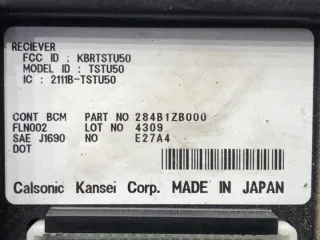 RECIEVER
FCC ID : KBRTSTU50
MODEL ID : TSTU50
IC : 2111B-TSTU50
CONT BCM PART NO 284B1ZB000
FLN002 LOT NO 4309
SAE J1690 NO E27A4
DOT
Calsonic Kansei Corp. MADE IN JAPAN